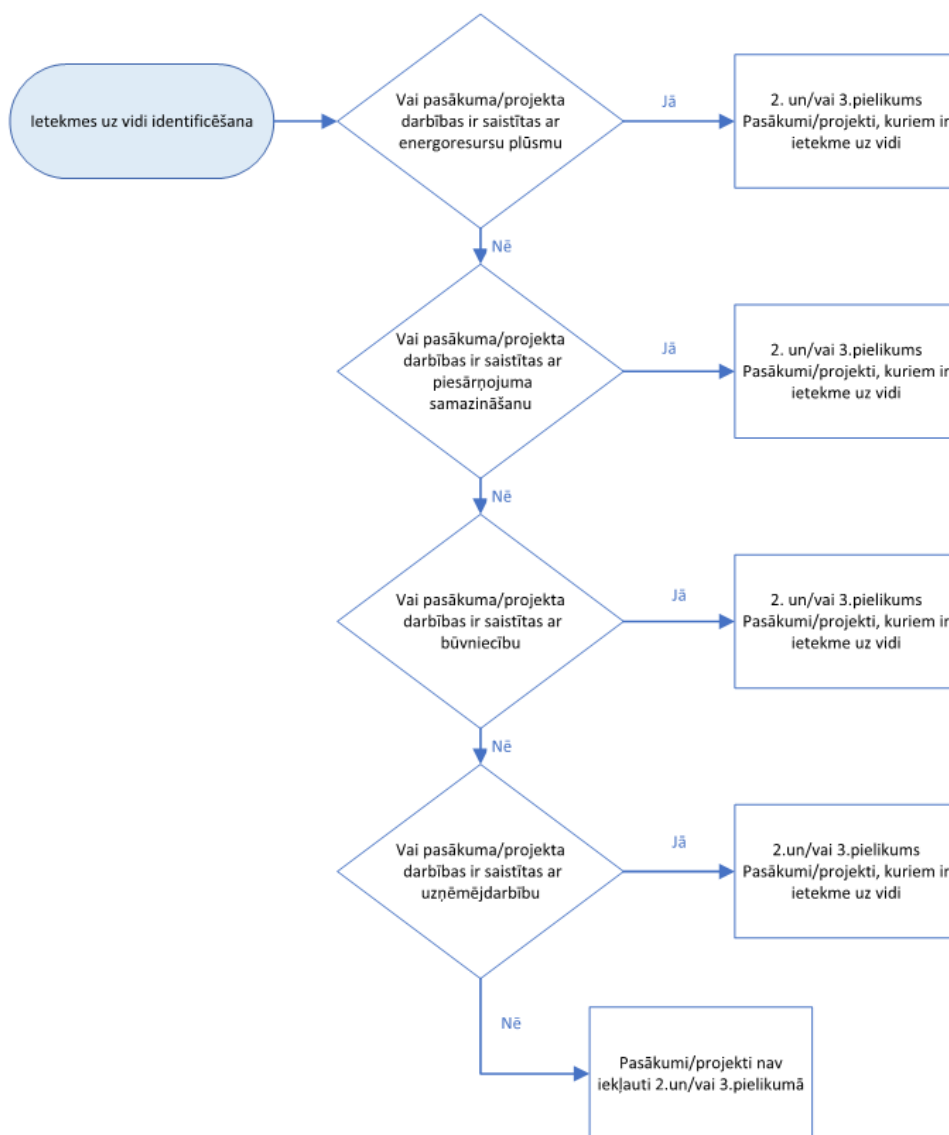 Ietekmes uz vidi identificēšana
Vai pasākuma/projekta
darbības ir saistītas ar
energoresursu plūsmu
Jā
2. un/vai 3.pielikums
Pasākumi/projekti, kuriem ir
ietekme uz vidi
Nē
Vai pasākuma/projekta
darbības ir saistītas ar
piesārņojuma
samazināšanu
Jā
2. un/vai 3.pielikums
Pasākumi/projekti, kuriem ir
ietekme uz vidi
Nē
Vai pasākuma/projekta
darbības ir saistītas ar
būvniecību
Jā
2. un/vai 3.pielikums
Pasākumi/projekti, kuriem ir
ietekme uz vidi
Nē
Vai pasākuma/projekta
darbības ir saistītas ar
uzņēmējdarbību
Jā
2.un/vai 3.pielikums
Pasākumi/projekti, kuriem ir
ietekme uz vidi
Nē
Pasākumi/projekti nav
iekļauti 2.un/vai 3.pielikumā